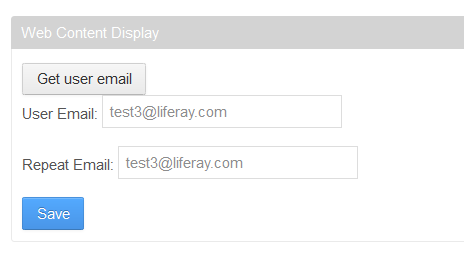 Web Content Display
Get user email
User Email: test3@liferay.com
Repeat Email: test3@liferay.com
Save